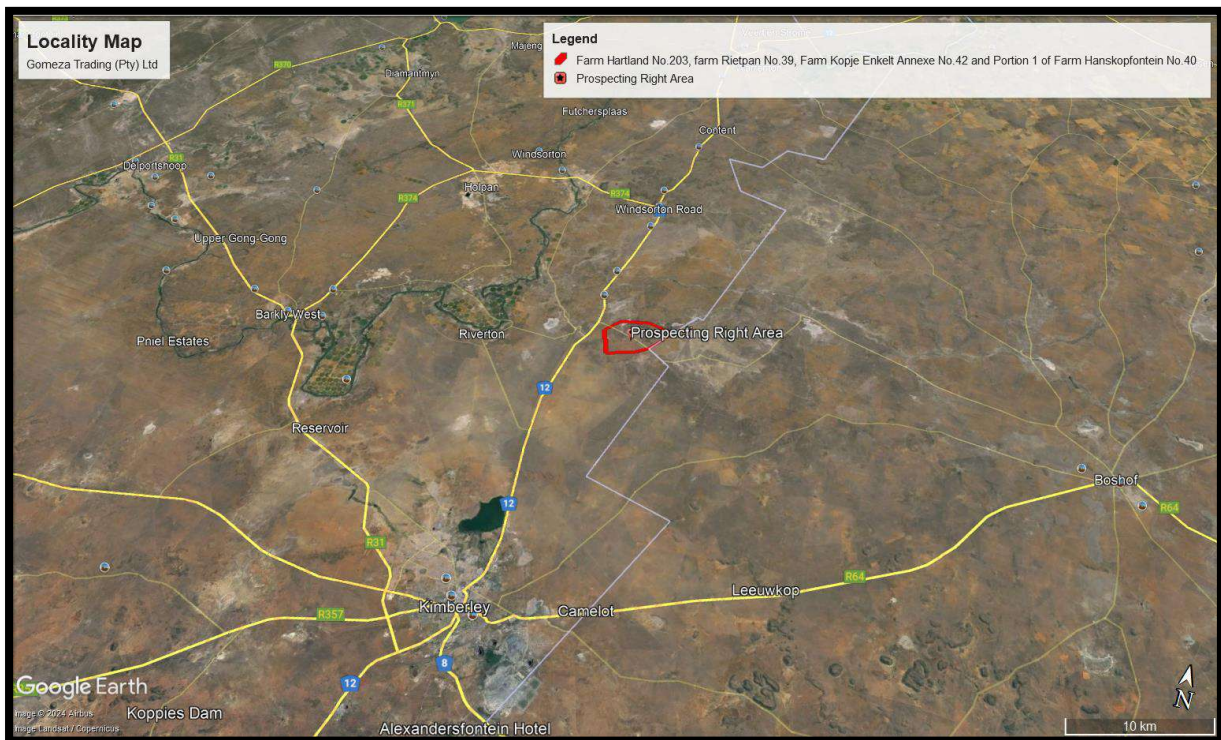 Locality Map
Gomeza Trading (Pty) Ltd
Legend
Farm Hartland No.203, farm Rietpan No.39, Farm Kopje Enkelt Annexe No.42 and Portion 1 of Farm Hanskopfontein No.40
Prospecting Right Area
R370
Majeng
Diamantmyn
R371
Futchersplaas
Content
R31
Delportshoop
Windsorton
Holpan
R374
R374
Windsorton Road
Upper Gong-Gong
Barkly West
Riverton
Prospecting Right Area
Pniel Estates
12
Reservoir
Boshof
12
R64
R31
R64
Leeuwkop
R357
Kimberley
Camelot
8
12
Google Earth
Image © 2024 Airbus
Image Landsat / Copernicus
Koppies Dam
Alexandersfontein Hotel
N
10 km